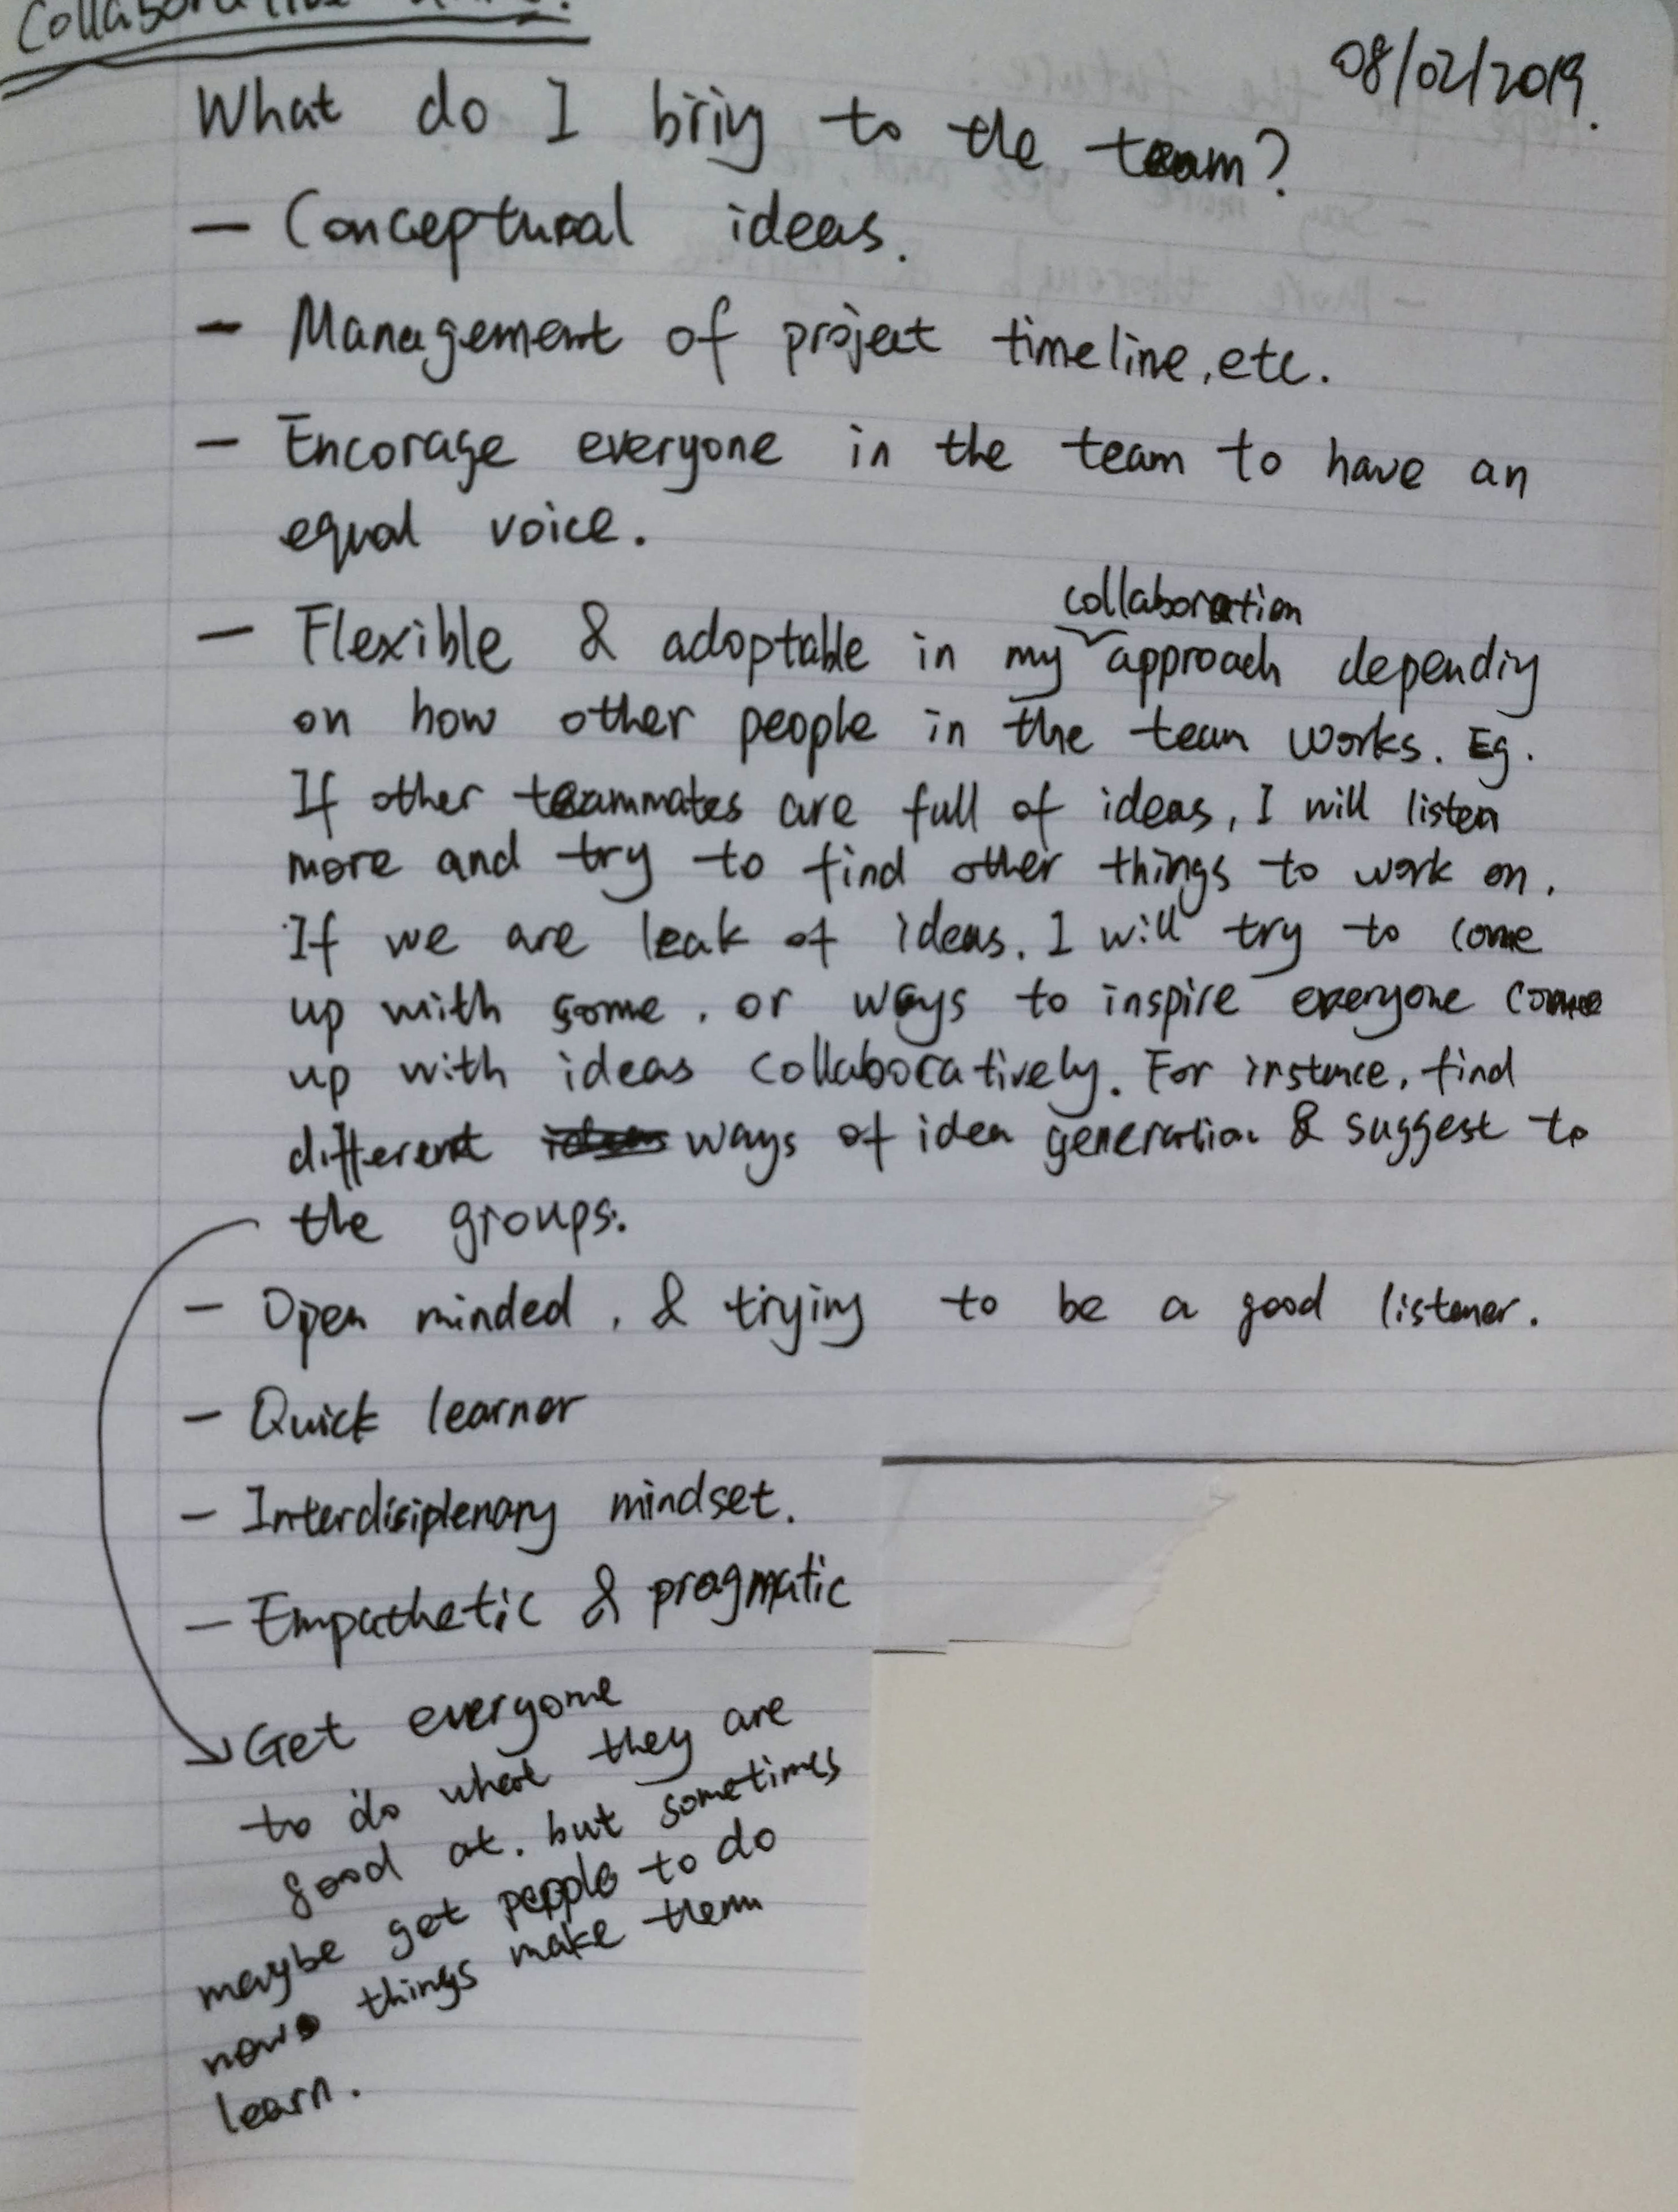 Collaborative
08/02/2019.
What do I bring to the team?
— Conceptural ideas.
— Management of project timeline, etc.
— Encorage everyone in the team to have an
equal voice.
collaboration
— Flexible & adoptable in my approach depending
on how other people in the team works. Eg.
If other teammates are full of ideas, I will listen
more and try to find other things to work on.
If we are leak of ideas. I will try to come
up with some, or ways to inspire everyone come
up with ideas collaboratively. For instance, find
different ways of idea generation & suggest to
the groups.
— Open minded, & trying to be a good listener.
— Quick learner
— Interdisiplenary mindset.
— Empathetic & pragmatic
Get everyone
to do what they are
good at. but sometimes
maybe get people to do
things make them
learn.